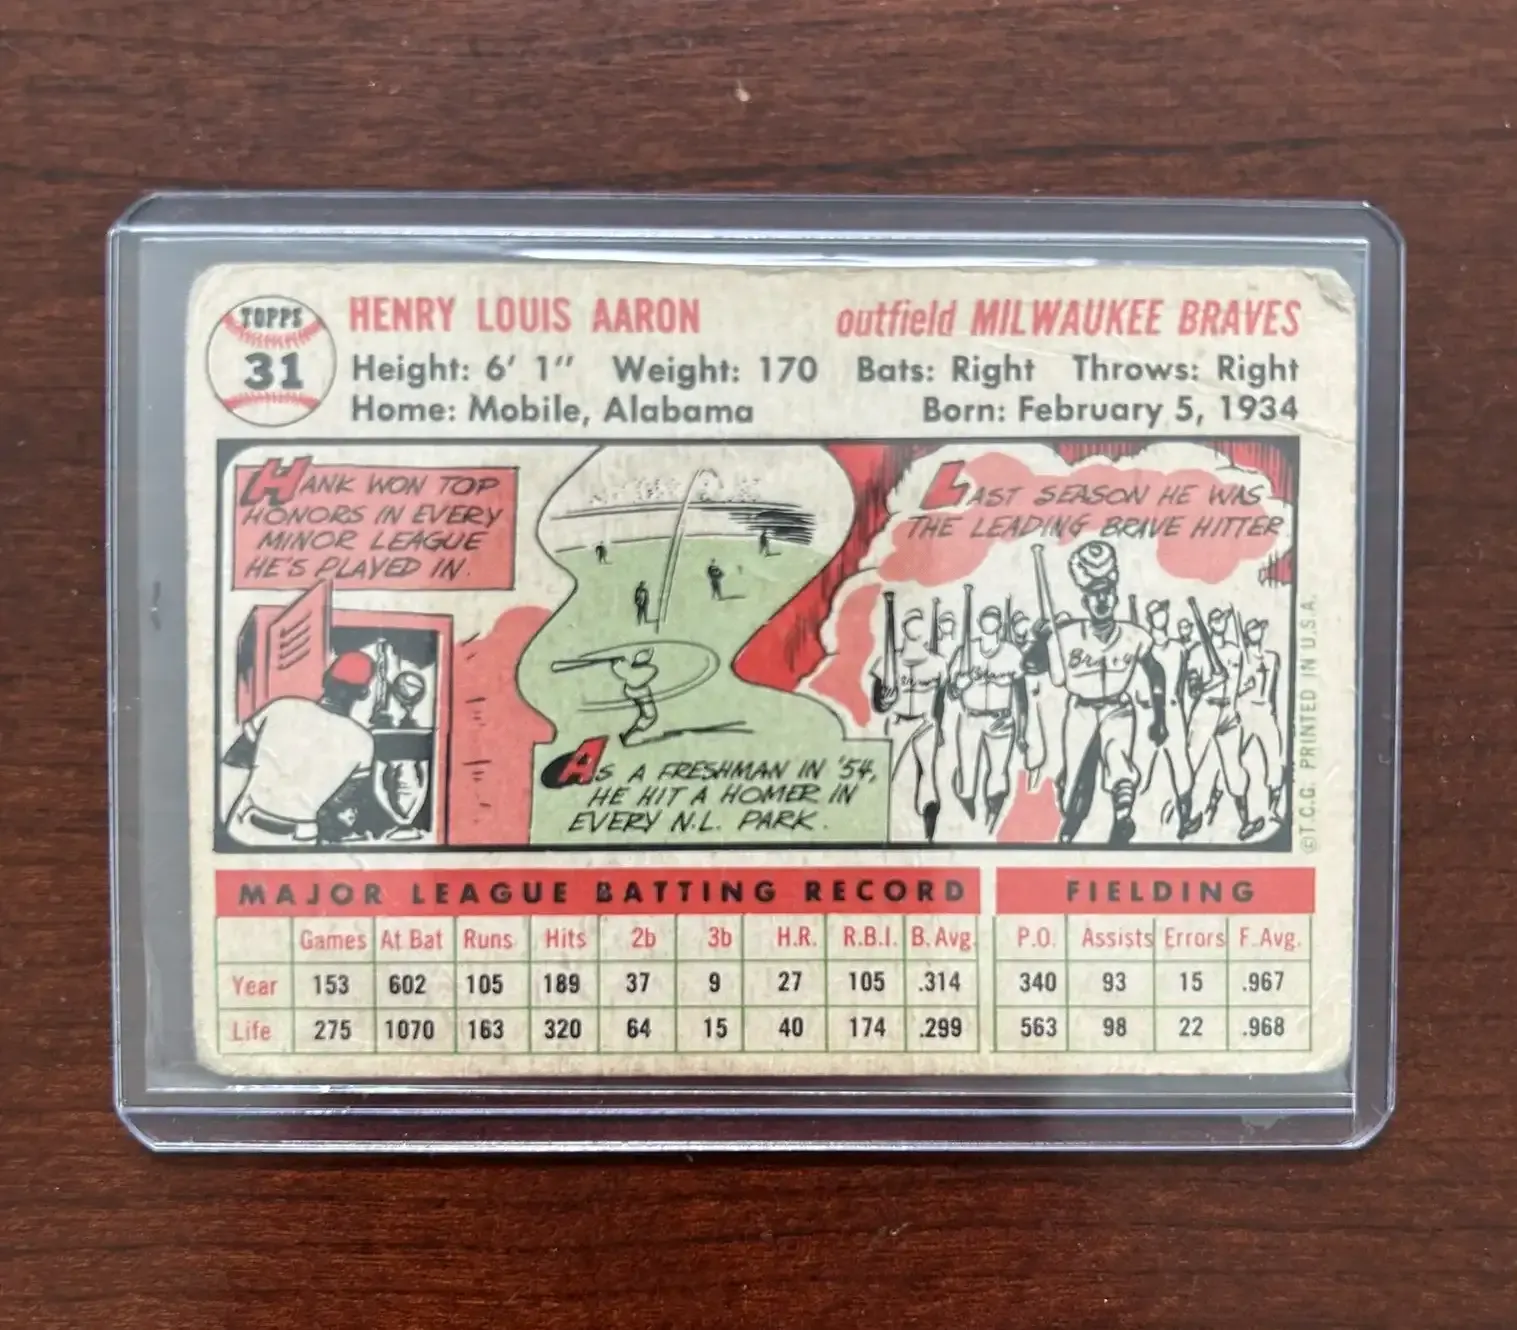 TOPPS
31
HENRY LOUIS AARON outfield MILWAUKEE BRAVES
Height: 6' 1" Weight: 170 Bats: Right Throws: Right
Home: Mobile, Alabama Born: February 5, 1934
HANK WON TOP
HONORS IN EVERY
MINOR LEAGUE
HE'S PLAYED IN.
AS A FRESHMAN IN '54,
HE HIT A HOMER IN
EVERY N.L. PARK.
LAST SEASON HE WAS
THE LEADING BRAVE HITTER
©T.C.G. PRINTED IN U.S.A.
MAJOR LEAGUE BATTING RECORD FIELDING
Games At Bat Runs Hits 2b 3b H.R. R.B.I. B. Avg. P.O. Assists Errors F. Avg.
Year 153 602 105 189 37 9 27 105 .314 340 93 15 .967
Life 275 1070 163 320 64 15 40 174 .299 563 98 22 .968